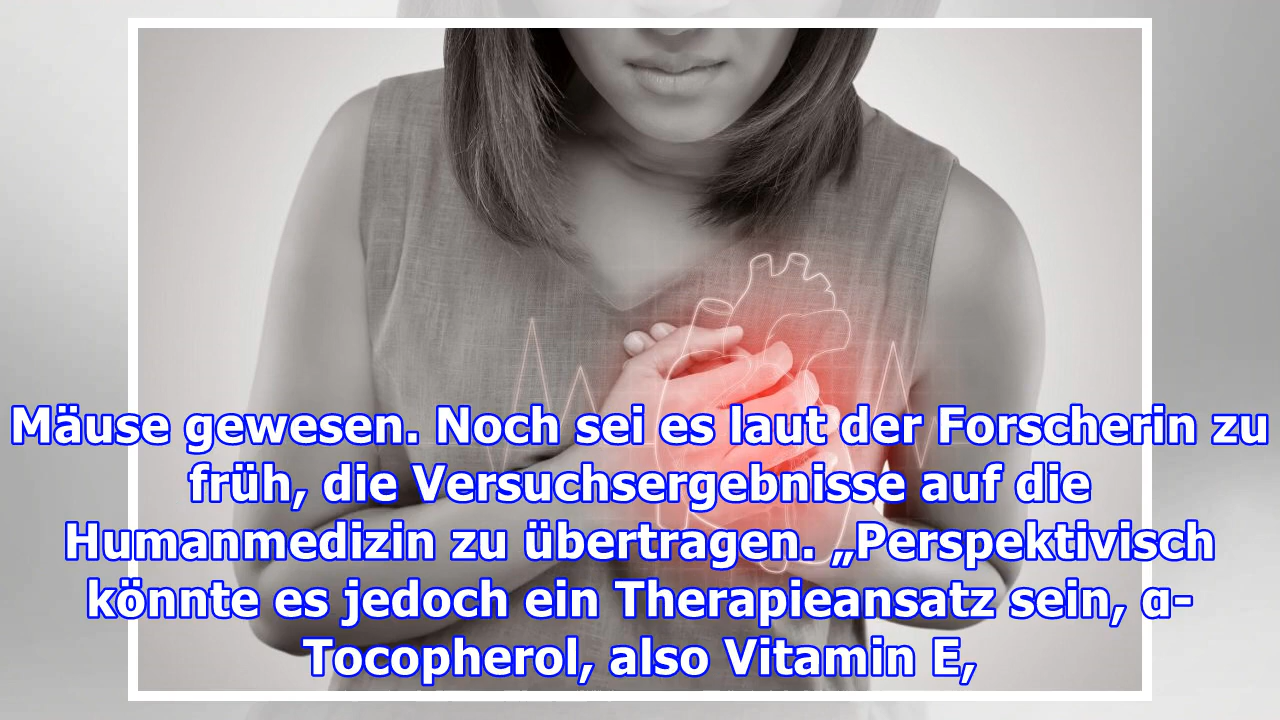 Mäuse gewesen. Noch sei es laut der Forscherin zu
früh, die Versuchsergebnisse auf die
Humanmedizin zu übertragen. „Perspektivisch
könnte es jedoch ein Therapieansatz sein, α-
Tocopherol, also Vitamin E,